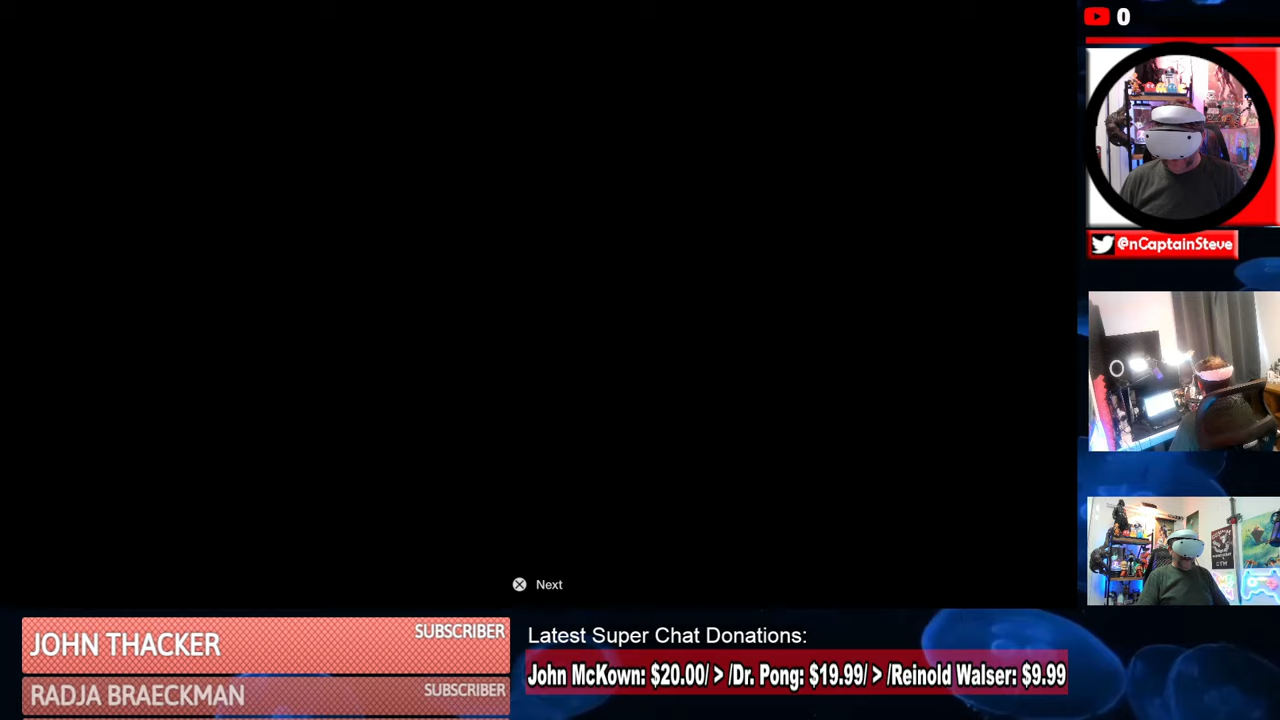 0
@nCaptainSteve
Next
JOHN THACKER
SUBSCRIBER
RADJA BRAECKMAN
SUBSCRIBER
Latest Super Chat Donations:
John McKown: $20.00/ > /Dr. Pong: $19.99/ > /Reinold Walser: $9.99